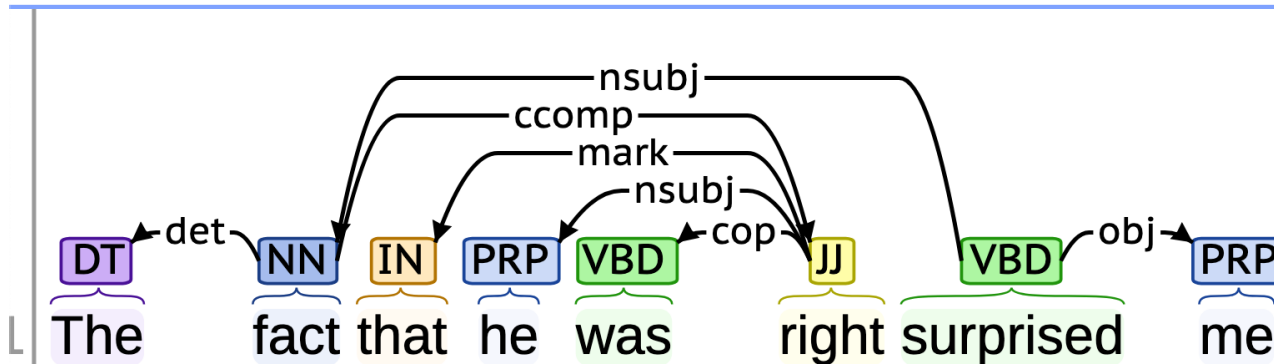 nsubj
ccomp
mark
nsubj
det cop obj
DT NN IN PRP VBD JJ VBD PRP
The fact that he was right surprised me